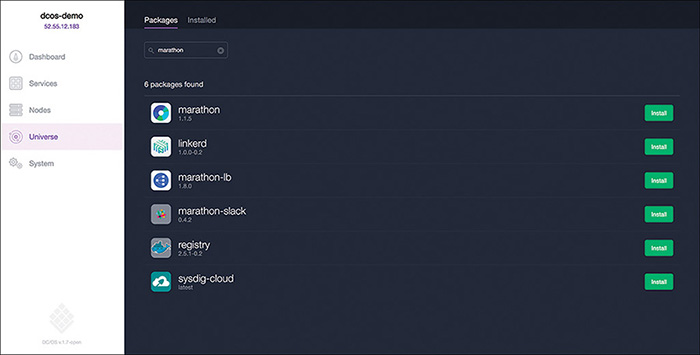 dcos-demo
52.55.12.183
Dashboard
Services
Nodes
Universe
System
DC/OS v.1.7-open
Packages Installed
marathon
6 packages found
marathon
1.1.5
Install
linkerd
1.0.0-0.2
Install
marathon-lb
1.8.0
Install
marathon-slack
0.4.2
Install
registry
2.5.1-0.2
Install
sysdig-cloud
latest
Install